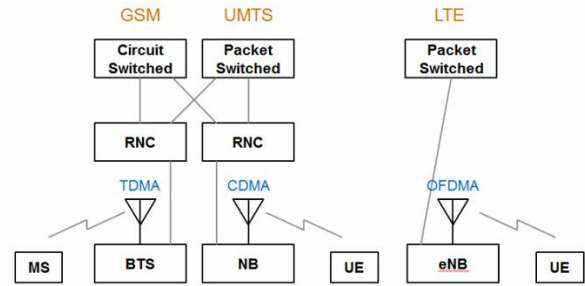 GSM
UMTS
LTE
Circuit
Switched
Packet
Switched
Packet
Switched
RNC
RNC
TDMA
CDMA
OFDMA
MS
BTS
NB
UE
eNB
UE